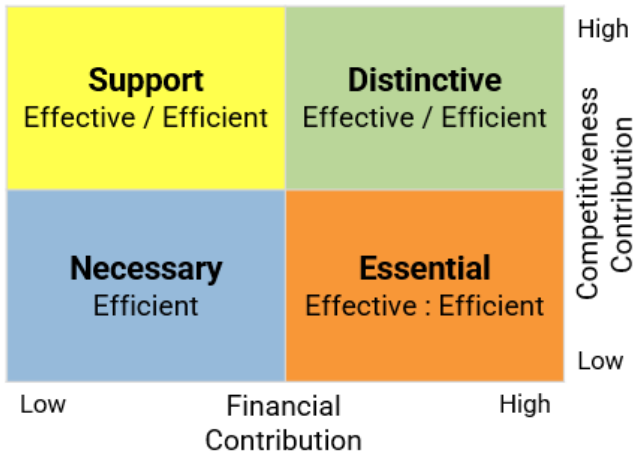 Support
Effective / Efficient
Distinctive
Effective / Efficient
High
Competitiveness
Contribution
Necessary
Efficient
Essential
Effective : Efficient
Low
Low
Financial
Contribution
High